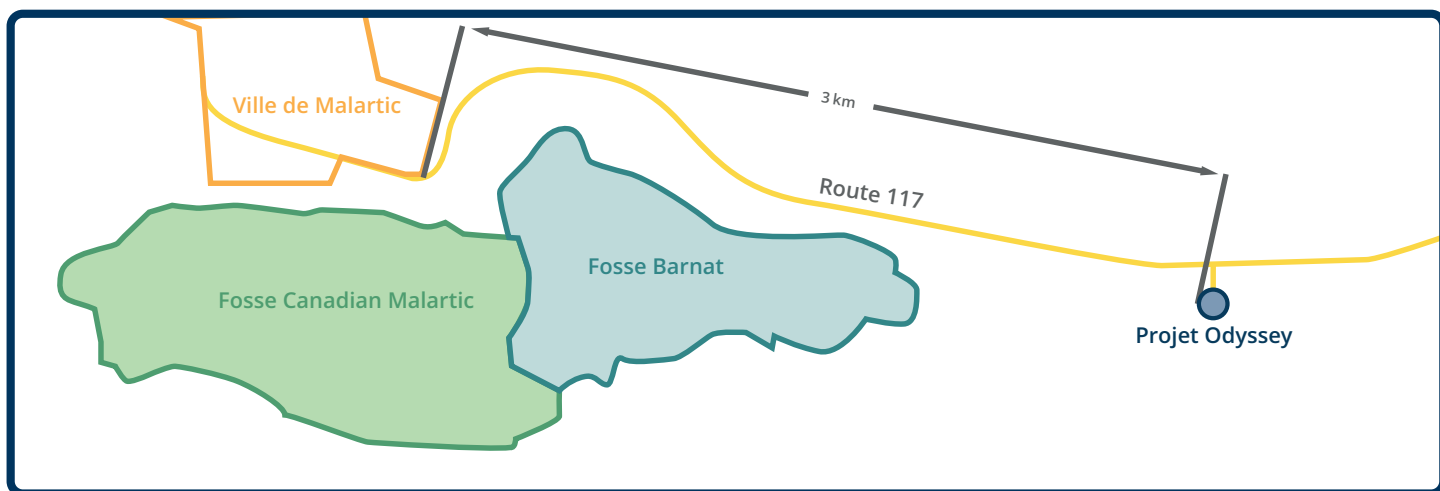 3 km
Ville de Malartic
Route 117
Fosse Barnat
Fosse Canadian Malartic
Projet Odyssey